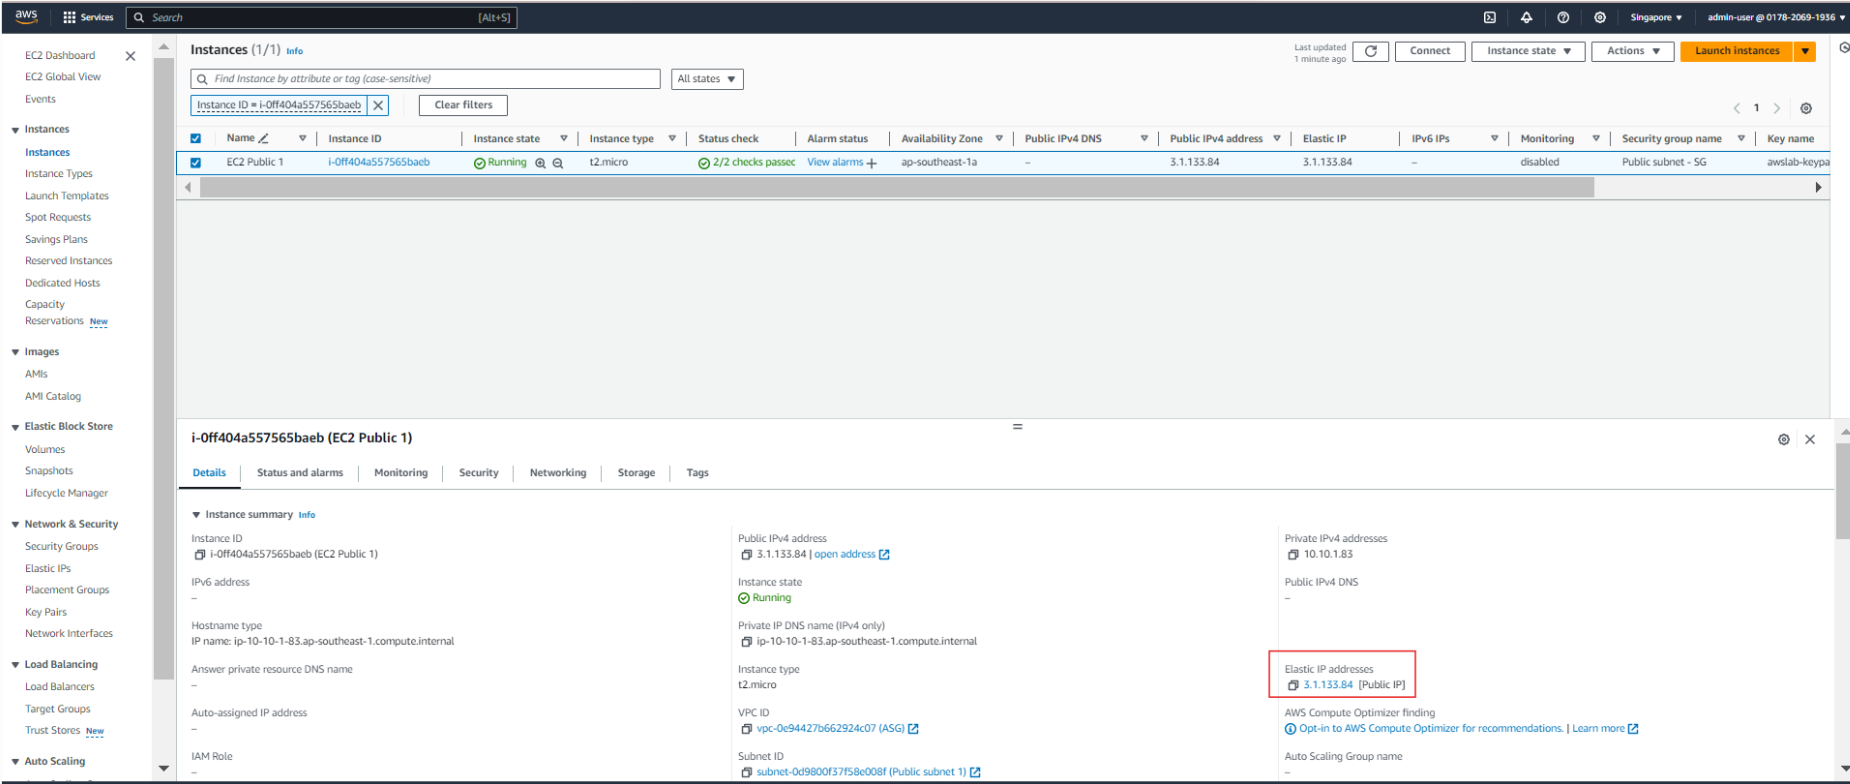 aws Services Search [Alt+S] Singapore ▼ admin-user @ 0178-2069-1936 ▼
EC2 Dashboard
EC2 Global View
Events
Instances
Instances
Instance Types
Launch Templates
Spot Requests
Savings Plans
Reserved Instances
Dedicated Hosts
Capacity
Reservations New
Images
AMIs
AMI Catalog
Elastic Block Store
Volumes
Snapshots
Lifecycle Manager
Network & Security
Security Groups
Elastic IPs
Placement Groups
Key Pairs
Network Interfaces
Load Balancing
Load Balancers
Target Groups
Trust Stores New
Auto Scaling
Instances (1/1) Info
Last updated
1 minute ago
Connect Instance state ▼ Actions ▼ Launch instances ▼
Find Instance by attribute or tag (case-sensitive) All states ▼
Instance ID = i-0ff404a557565baeb Clear filters
1
Name Instance ID Instance state Instance type Status check Alarm status Availability Zone Public IPv4 DNS Public IPv4 address Elastic IP IPv6 IPs Monitoring Security group name Key name
EC2 Public 1 i-0ff404a557565baeb Running t2.micro 2/2 checks passec View alarms + ap-southeast-1a – 3.1.133.84 3.1.133.84 – disabled Public subnet - SG awslab-keypa
i-0ff404a557565baeb (EC2 Public 1)
Details Status and alarms Monitoring Security Networking Storage Tags
Instance summary Info
Instance ID
i-0ff404a557565baeb (EC2 Public 1)
Public IPv4 address
3.1.133.84 | open address
Private IPv4 addresses
10.10.1.83
IPv6 address
–
Instance state
Running
Public IPv4 DNS
–
Hostname type
IP name: ip-10-10-1-83.ap-southeast-1.compute.internal
Private IP DNS name (IPv4 only)
ip-10-10-1-83.ap-southeast-1.compute.internal
Answer private resource DNS name
–
Instance type
t2.micro
Elastic IP addresses
3.1.133.84 [Public IP]
Auto-assigned IP address
–
VPC ID
vpc-0e94427b662924c07 (ASG)
AWS Compute Optimizer finding
Opt-in to AWS Compute Optimizer for recommendations. | Learn more
IAM Role
–
Subnet ID
subnet-0d9800f37f58e008f (Public subnet 1)
Auto Scaling Group name
–